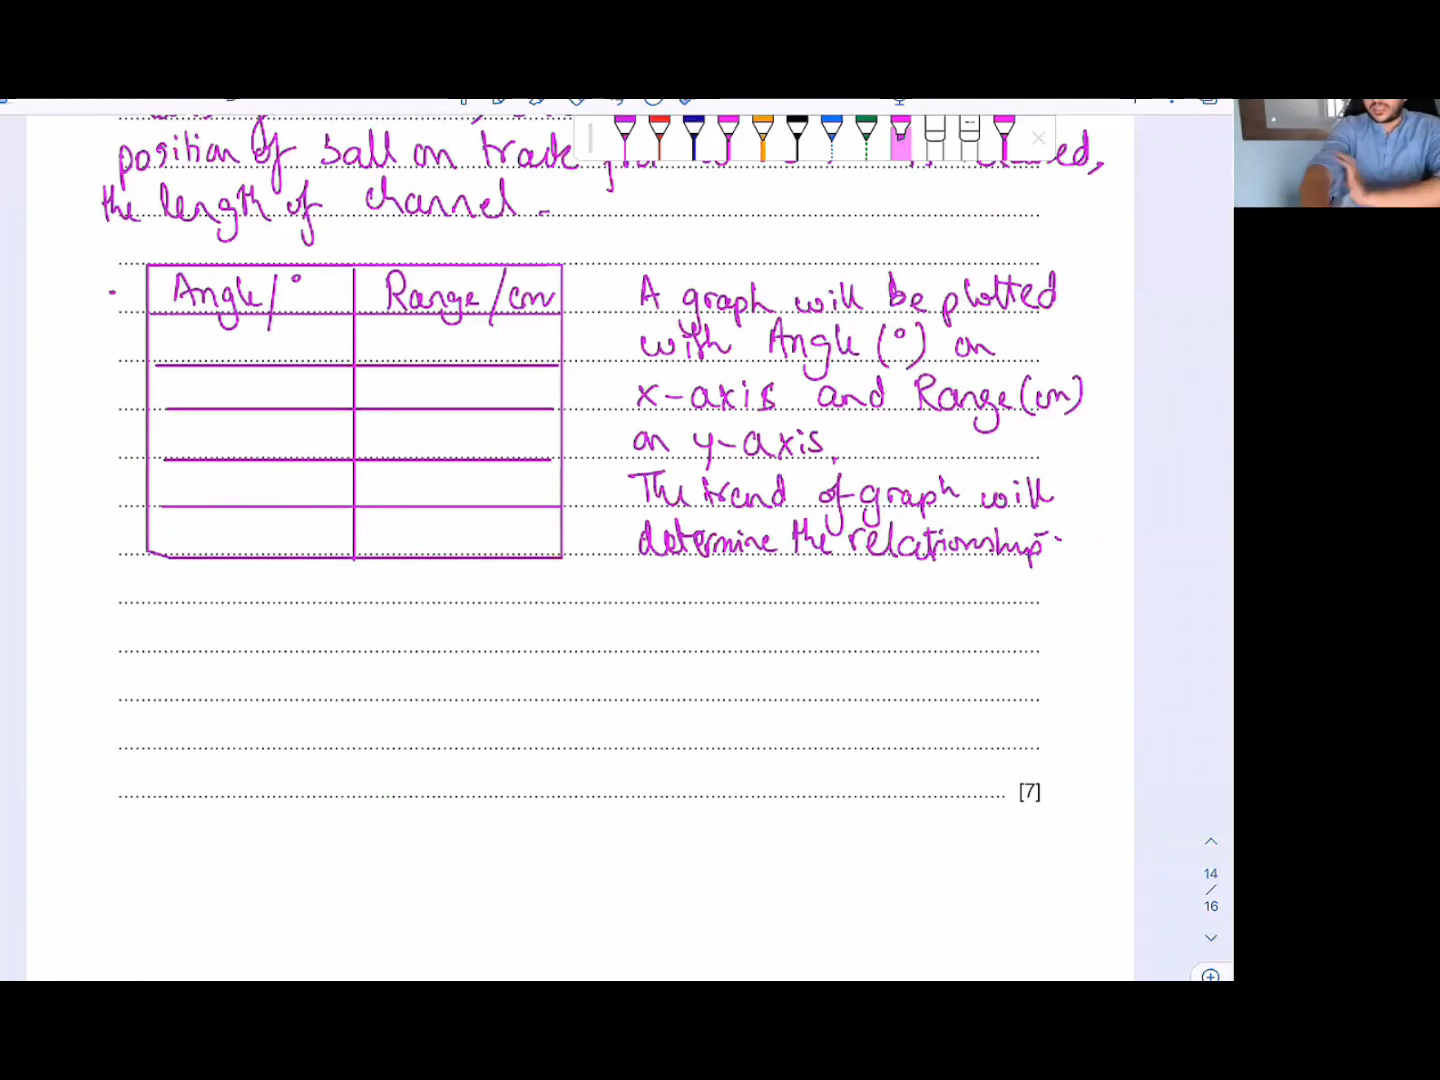 position of ball on track
the length of channel.
Angle/° Range/cm
A graph will be plotted
with Angle (°) on
x-axis and Range (cm)
on y-axis.
The trend of graph will
determine the relationship.
[7]
14
/
16